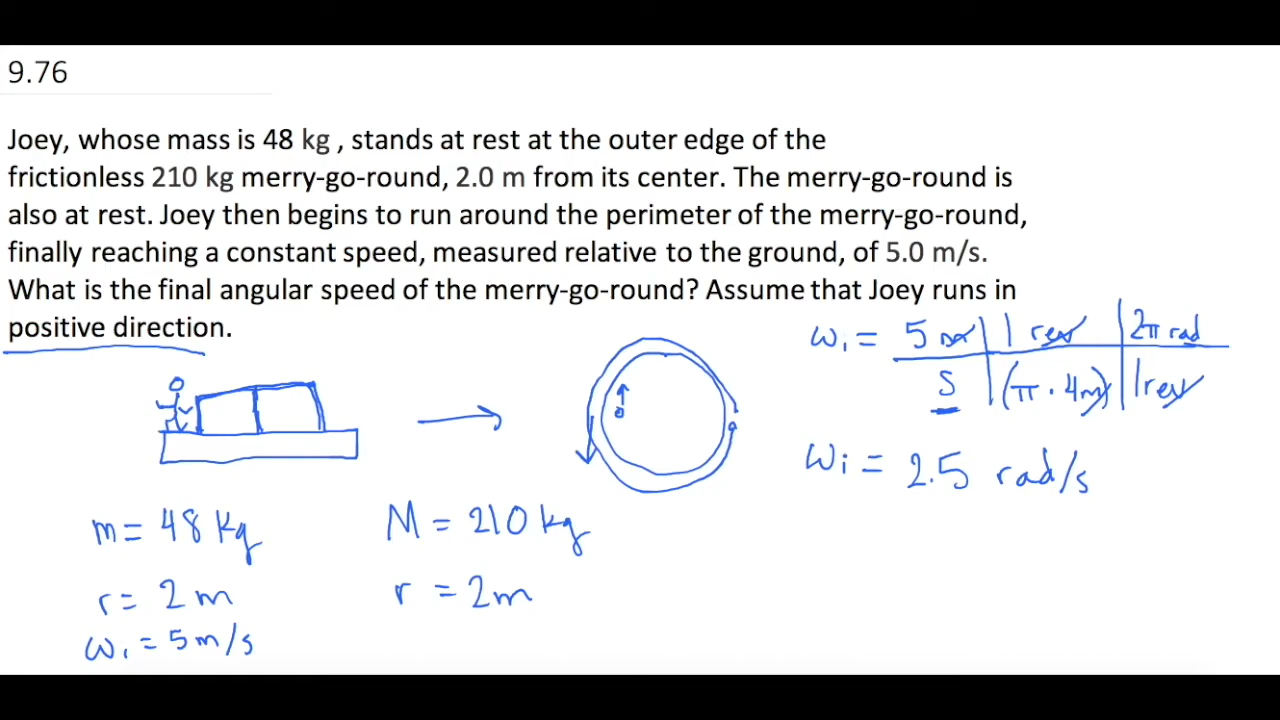 9.76
Joey, whose mass is 48 kg , stands at rest at the outer edge of the
frictionless 210 kg merry-go-round, 2.0 m from its center. The merry-go-round is
also at rest. Joey then begins to run around the perimeter of the merry-go-round,
finally reaching a constant speed, measured relative to the ground, of 5.0 m/s.
What is the final angular speed of the merry-go-round? Assume that Joey runs in
positive direction.
ω₁ = 5 m | 1 rev | 2π rad
s | (π · 4m) | 1 rev
ωi = 2.5 rad/s
m = 48 kg
M = 210 kg
r = 2 m
r = 2m
ω₁ = 5 m/s